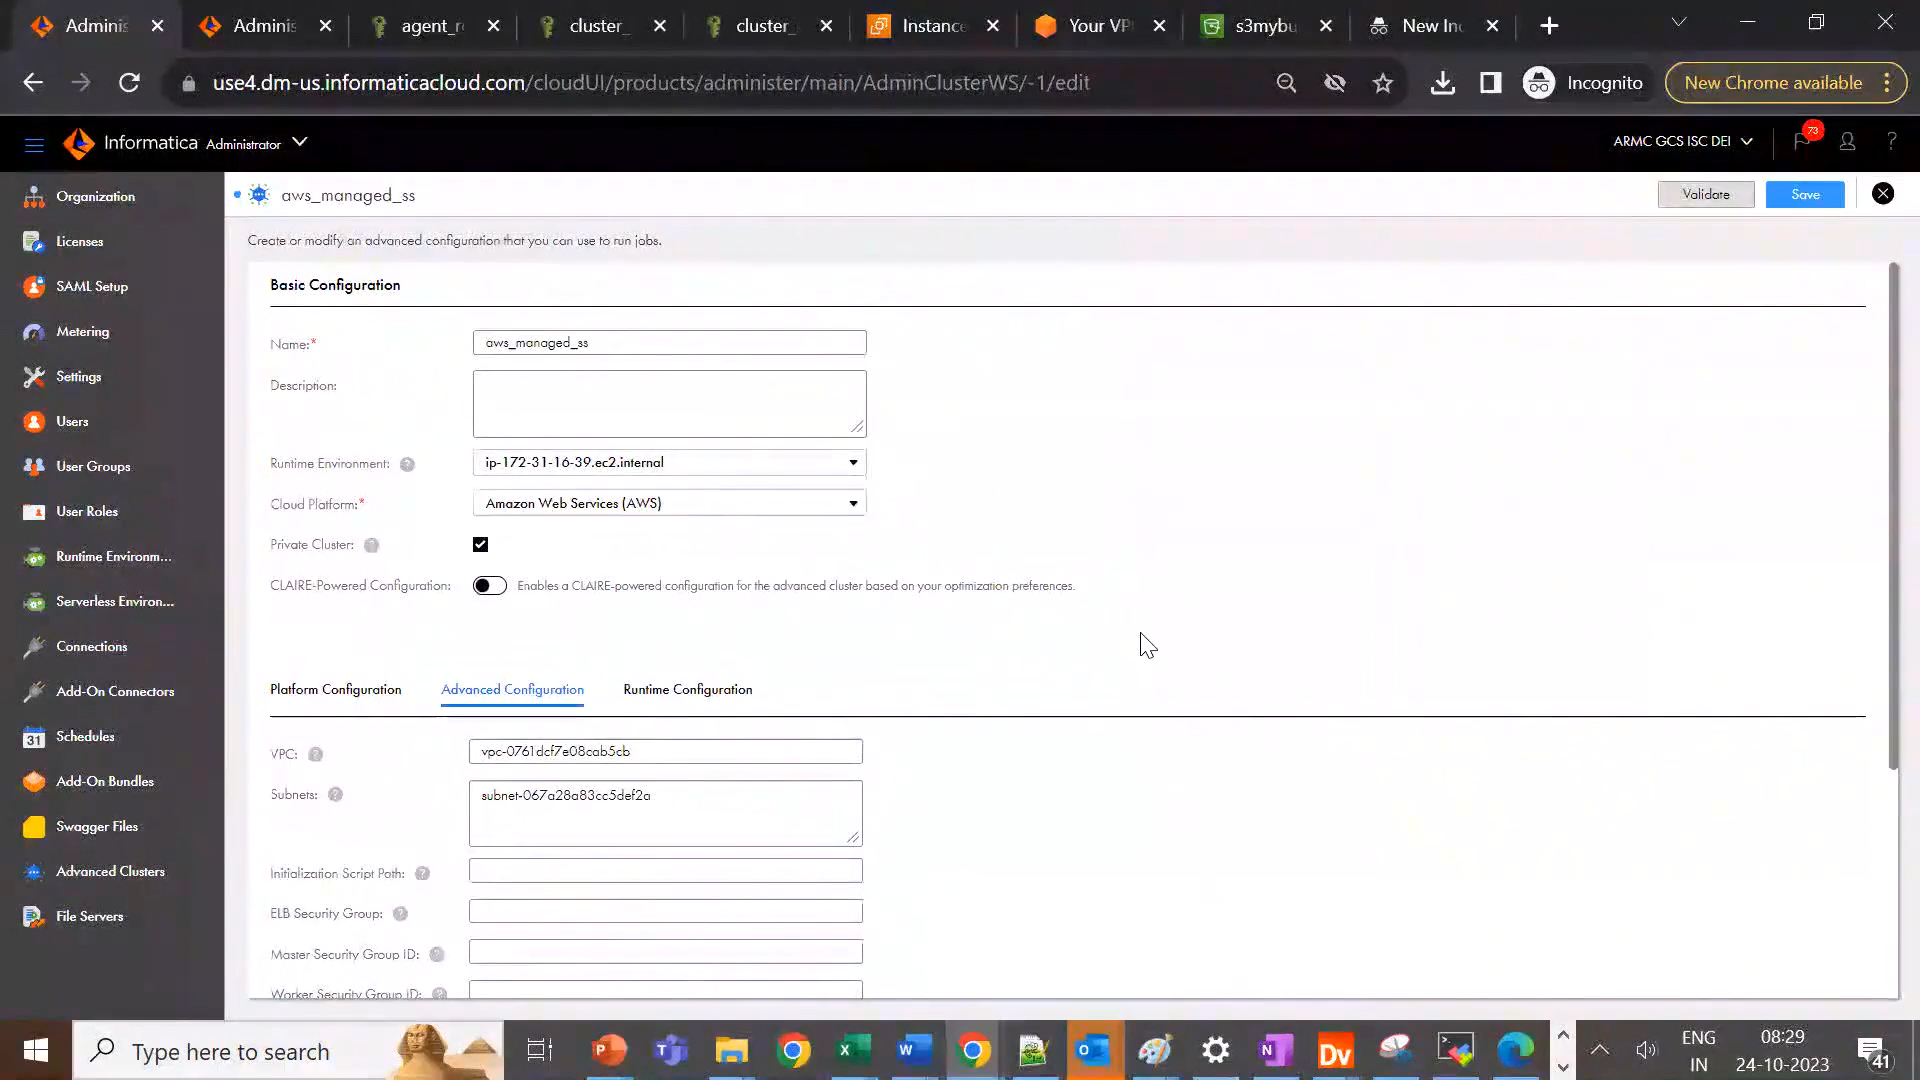 Adminis
Adminis
agent_r
cluster_
cluster_
Instance
Your VP
s3mybu
New Inc
use4.dm-us.informaticacloud.com/cloudUI/products/administer/main/AdminClusterWS/-1/edit
Incognito
New Chrome available
Informatica Administrator
ARMC GCS ISC DEI
73
?
Organization
Licenses
SAML Setup
Metering
Settings
Users
User Groups
User Roles
Runtime Environm...
Serverless Environ...
Connections
Add-On Connectors
31
Schedules
Add-On Bundles
Swagger Files
Advanced Clusters
File Servers
aws_managed_ss
Validate
Save
Create or modify an advanced configuration that you can use to run jobs.
Basic Configuration
Name:*
aws_managed_ss
Description:
Runtime Environment: ?
ip-172-31-16-39.ec2.internal
Cloud Platform:*
Amazon Web Services (AWS)
Private Cluster: ?
CLAIRE-Powered Configuration:
Enables a CLAIRE-powered configuration for the advanced cluster based on your optimization preferences.
Platform Configuration
Advanced Configuration
Runtime Configuration
VPC: ?
vpc-0761dcf7e08cab5cb
Subnets: ?
subnet-067a28a83cc5def2a
Initialization Script Path: ?
ELB Security Group: ?
Master Security Group ID: ?
Worker Security Group ID: ?
Type here to search
Dv
ENG
IN
08:29
24-10-2023
41